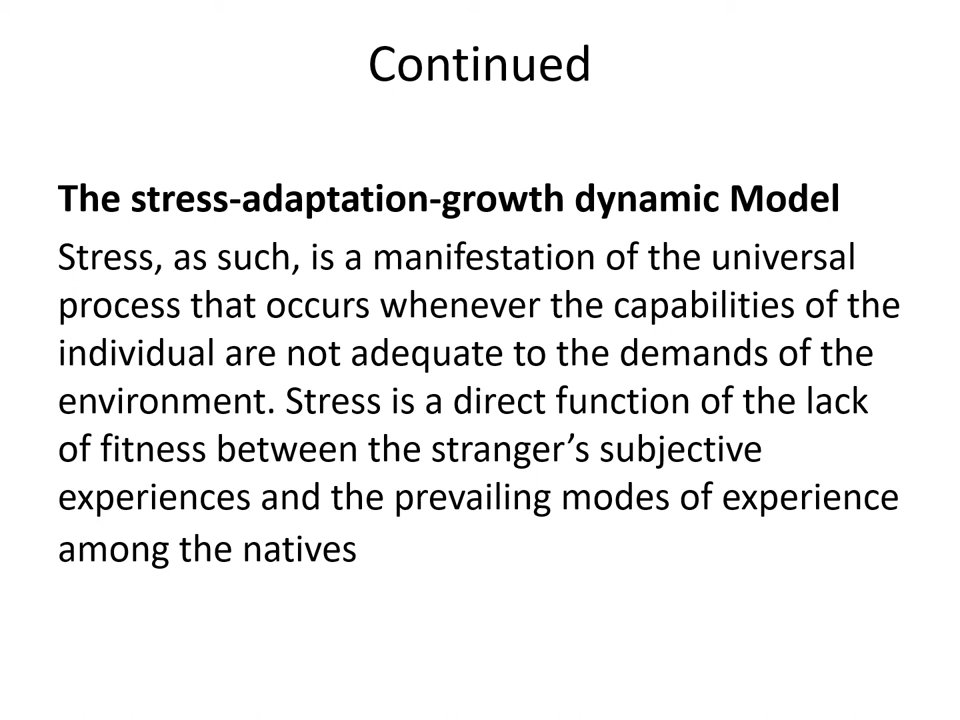 Continued
The stress-adaptation-growth dynamic Model
Stress, as such, is a manifestation of the universal
process that occurs whenever the capabilities of the
individual are not adequate to the demands of the
environment. Stress is a direct function of the lack
of fitness between the stranger’s subjective
experiences and the prevailing modes of experience
among the natives